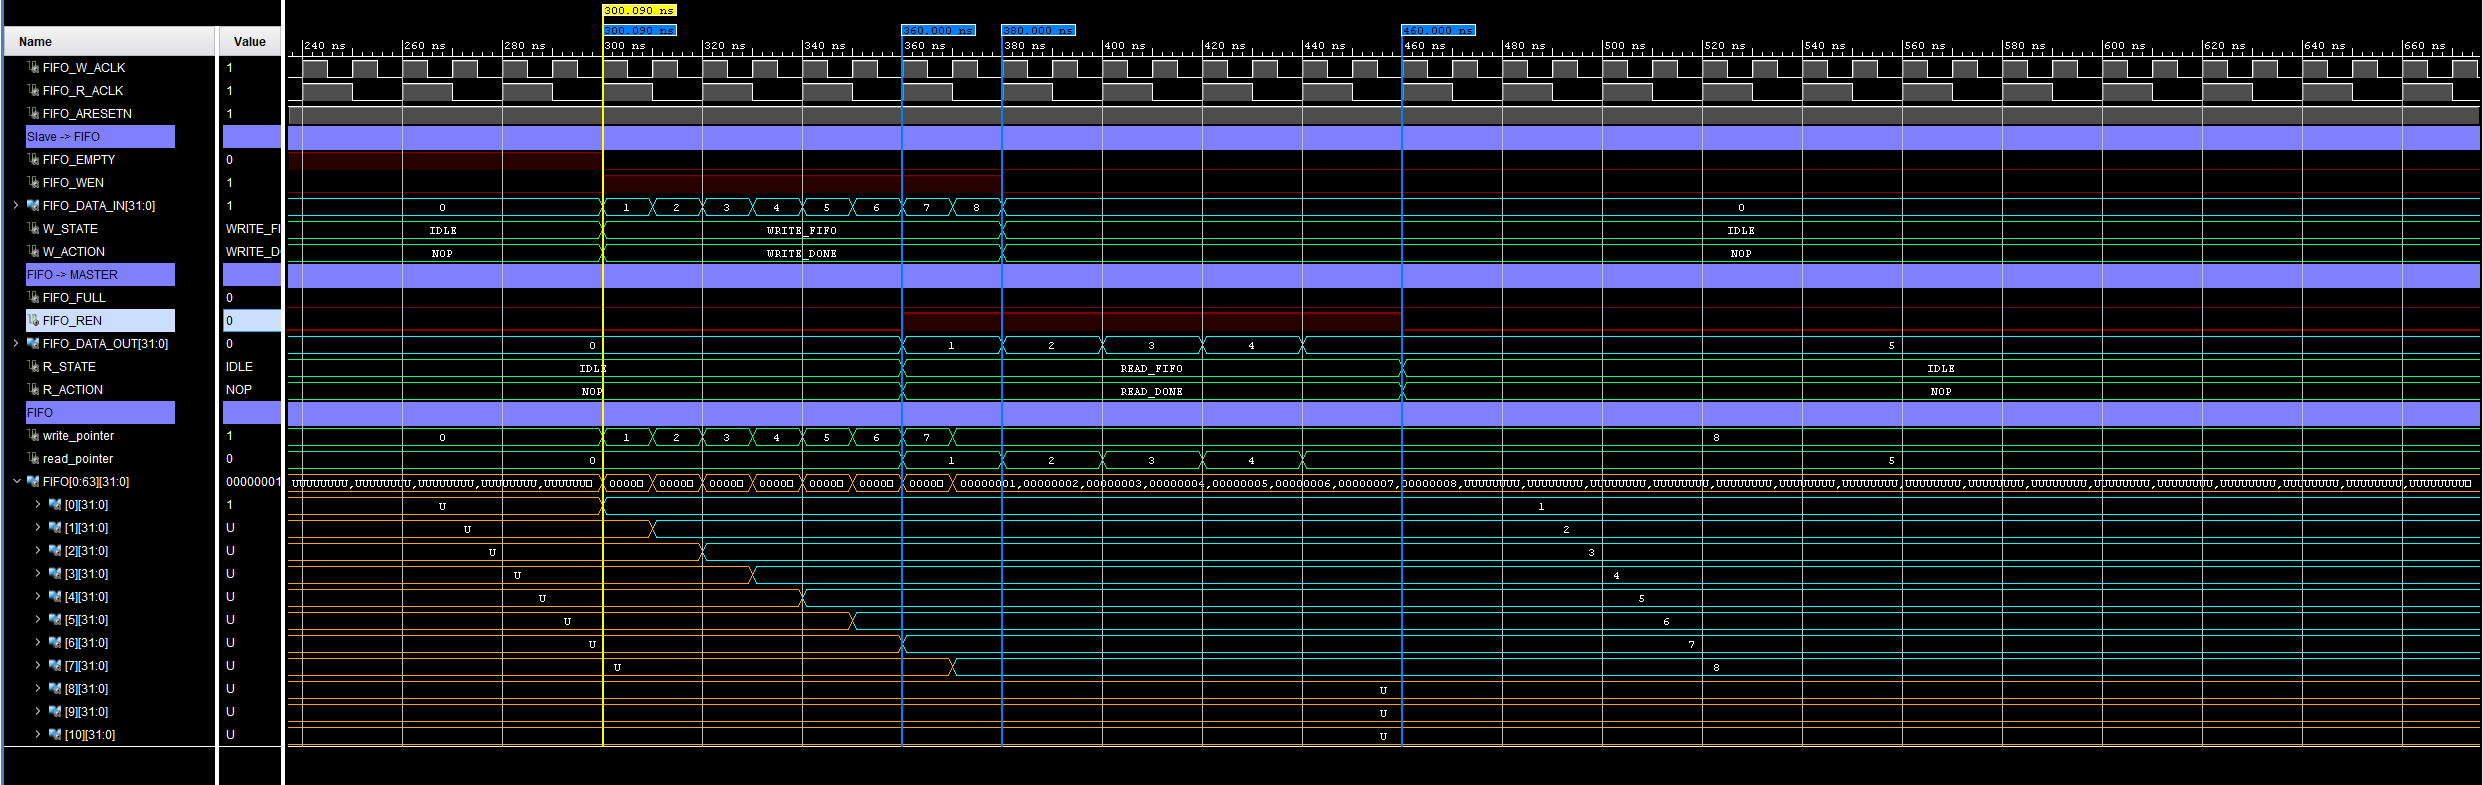 300.090 ns
300.090 ns 360.000 ns 380.000 ns 460.000 ns
Name Value 240 ns 260 ns 280 ns 300 ns 320 ns 340 ns 360 ns 380 ns 400 ns 420 ns 440 ns 460 ns 480 ns 500 ns 520 ns 540 ns 560 ns 580 ns 600 ns 620 ns 640 ns 660 ns
FIFO_W_ACLK 1
FIFO_R_ACLK 1
FIFO_ARESETN 1
Slave -> FIFO
FIFO_EMPTY 0
FIFO_WEN 1
FIFO_DATA_IN[31:0] 1 0 1 2 3 4 5 6 7 8 0
W_STATE WRITE_FI IDLE WRITE_FIFO IDLE
W_ACTION WRITE_D NOP WRITE_DONE NOP
FIFO -> MASTER
FIFO_FULL 0
FIFO_REN 0
FIFO_DATA_OUT[31:0] 0 0 1 2 3 4 5
R_STATE IDLE IDLE READ_FIFO IDLE
R_ACTION NOP NOP READ_DONE NOP
FIFO
write_pointer 1 0 1 2 3 4 5 6 7 8
read_pointer 0 0 1 2 3 4 5
FIFO[0:63][31:0] 00000001 UUUUUUUU,UUUUUUUU,UUUUUUUU,UUUUUUUU,UUUUUU 0000 0000 0000 0000 0000 0000 0000 00000001,00000002,00000003,00000004,00000005,00000006,00000007,00000008,UUUUUUUU,UUUUUUUU,UUUUUUUU,UUUUUUUU,UUUUUUUU,UUUUUUUU,UUUUUUUU,UUUUUUUU,UUUUUUUU,UUUUUUUU,UUUUUUUU
[0][31:0] 1 U 1
[1][31:0] U U 2
[2][31:0] U U 3
[3][31:0] U U 4
[4][31:0] U U 5
[5][31:0] U U 6
[6][31:0] U U 7
[7][31:0] U U 8
[8][31:0] U U
[9][31:0] U U
[10][31:0] U U